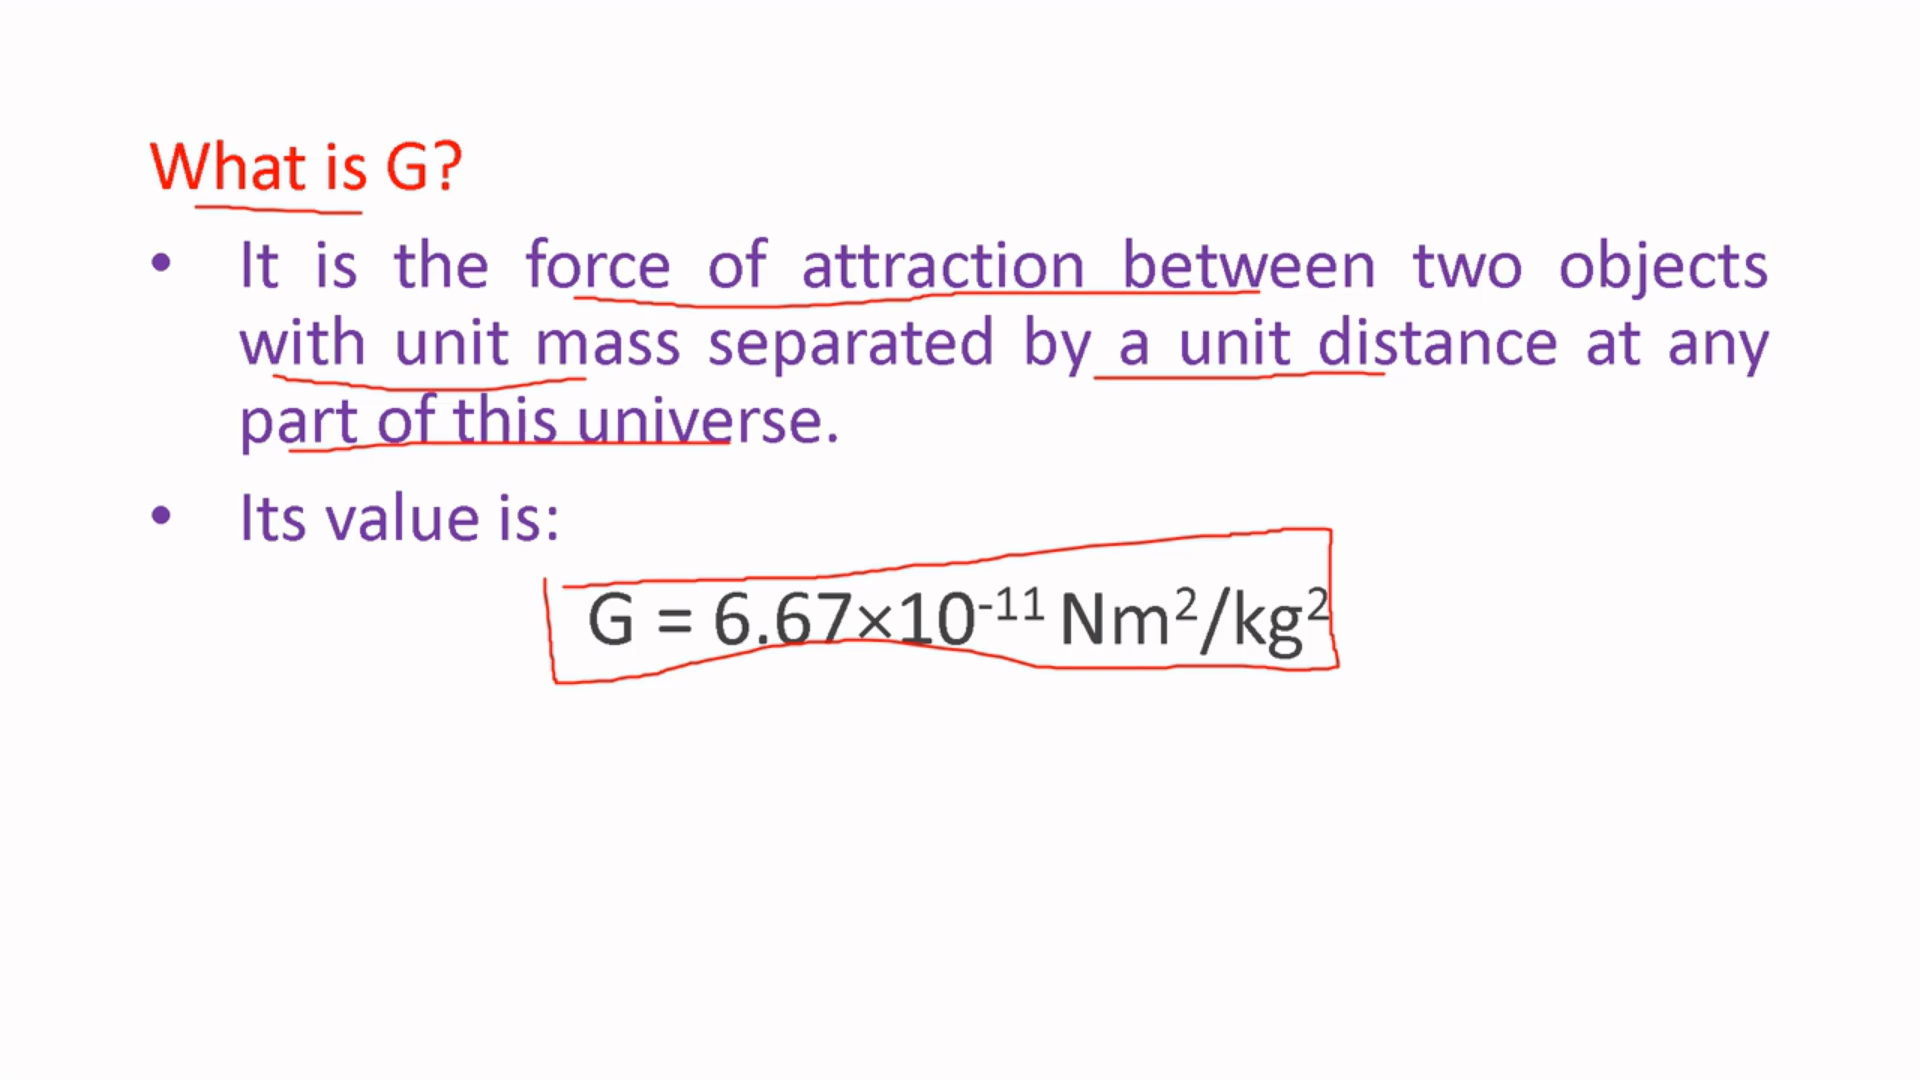 What is G?
• It is the force of attraction between two objects
with unit mass separated by a unit distance at any
part of this universe.
• Its value is:
G = 6.67×10⁻¹¹ Nm²/kg²